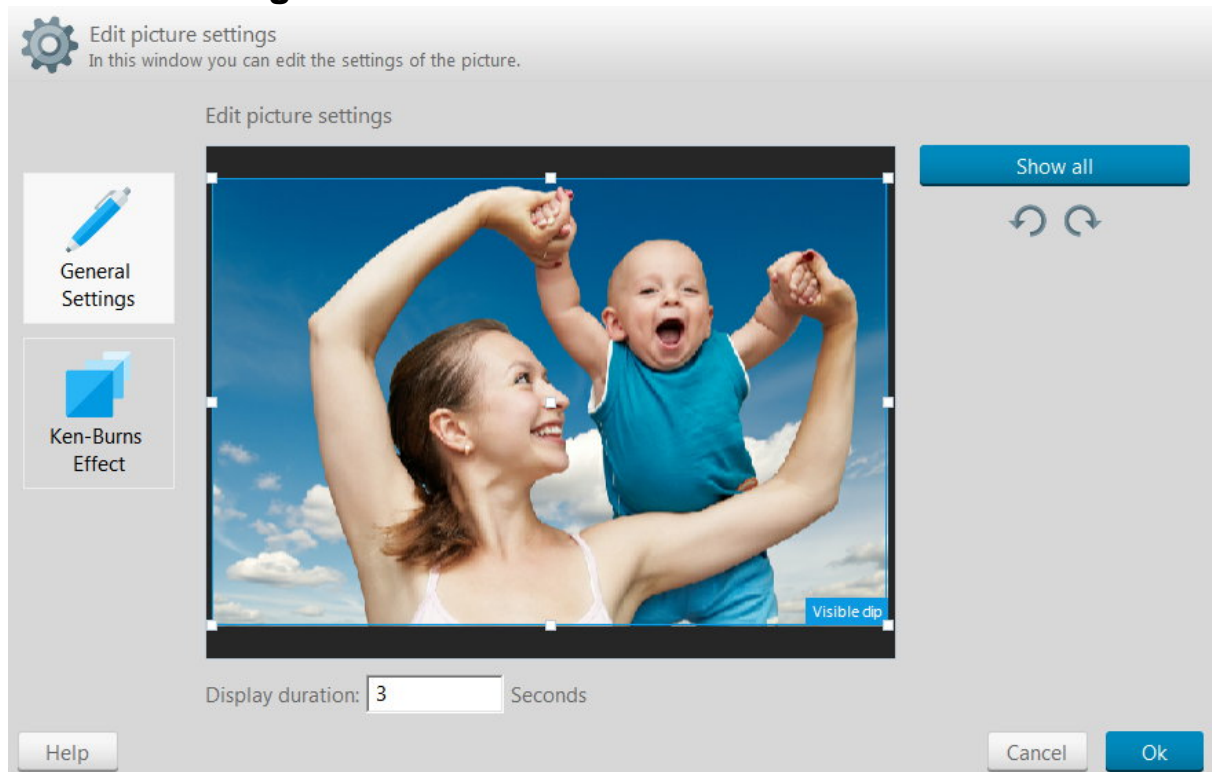 Edit picture settings
In this window you can edit the settings of the picture.
Edit picture settings
Show all
General
Settings
Ken-Burns
Effect
Visible clip
Display duration: 3 Seconds
Help
Cancel
Ok